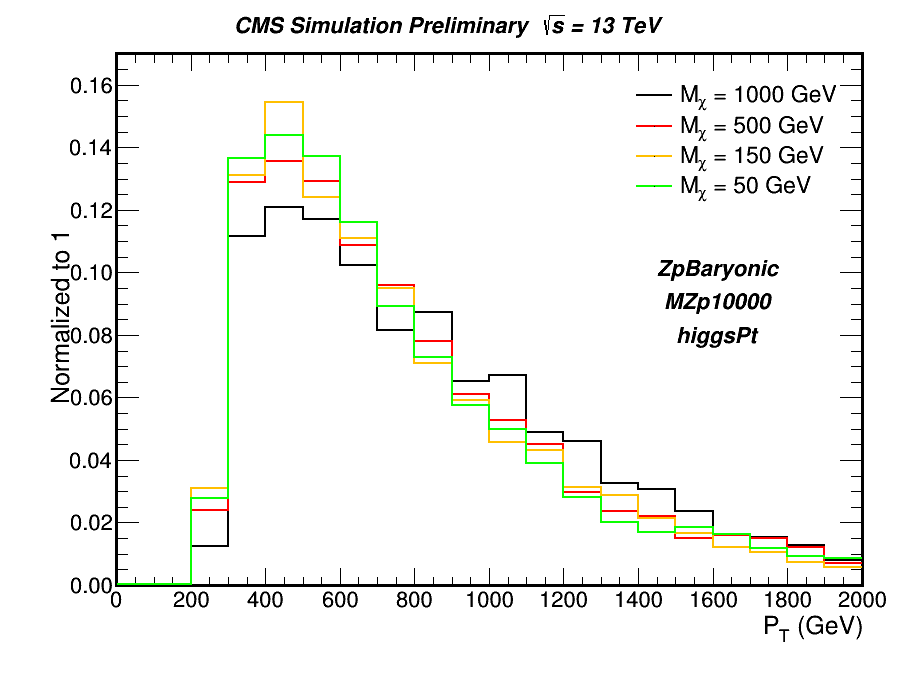 CMS Simulation Preliminary √s = 13 TeV
0.16
0.14
0.12
0.10
0.08
0.06
0.04
0.02
0.00
Normalized to 1
Mχ = 1000 GeV
Mχ = 500 GeV
Mχ = 150 GeV
Mχ = 50 GeV
ZpBaryonic
MZp10000
higgsPt
0 200 400 600 800 1000 1200 1400 1600 1800 2000
PT (GeV)